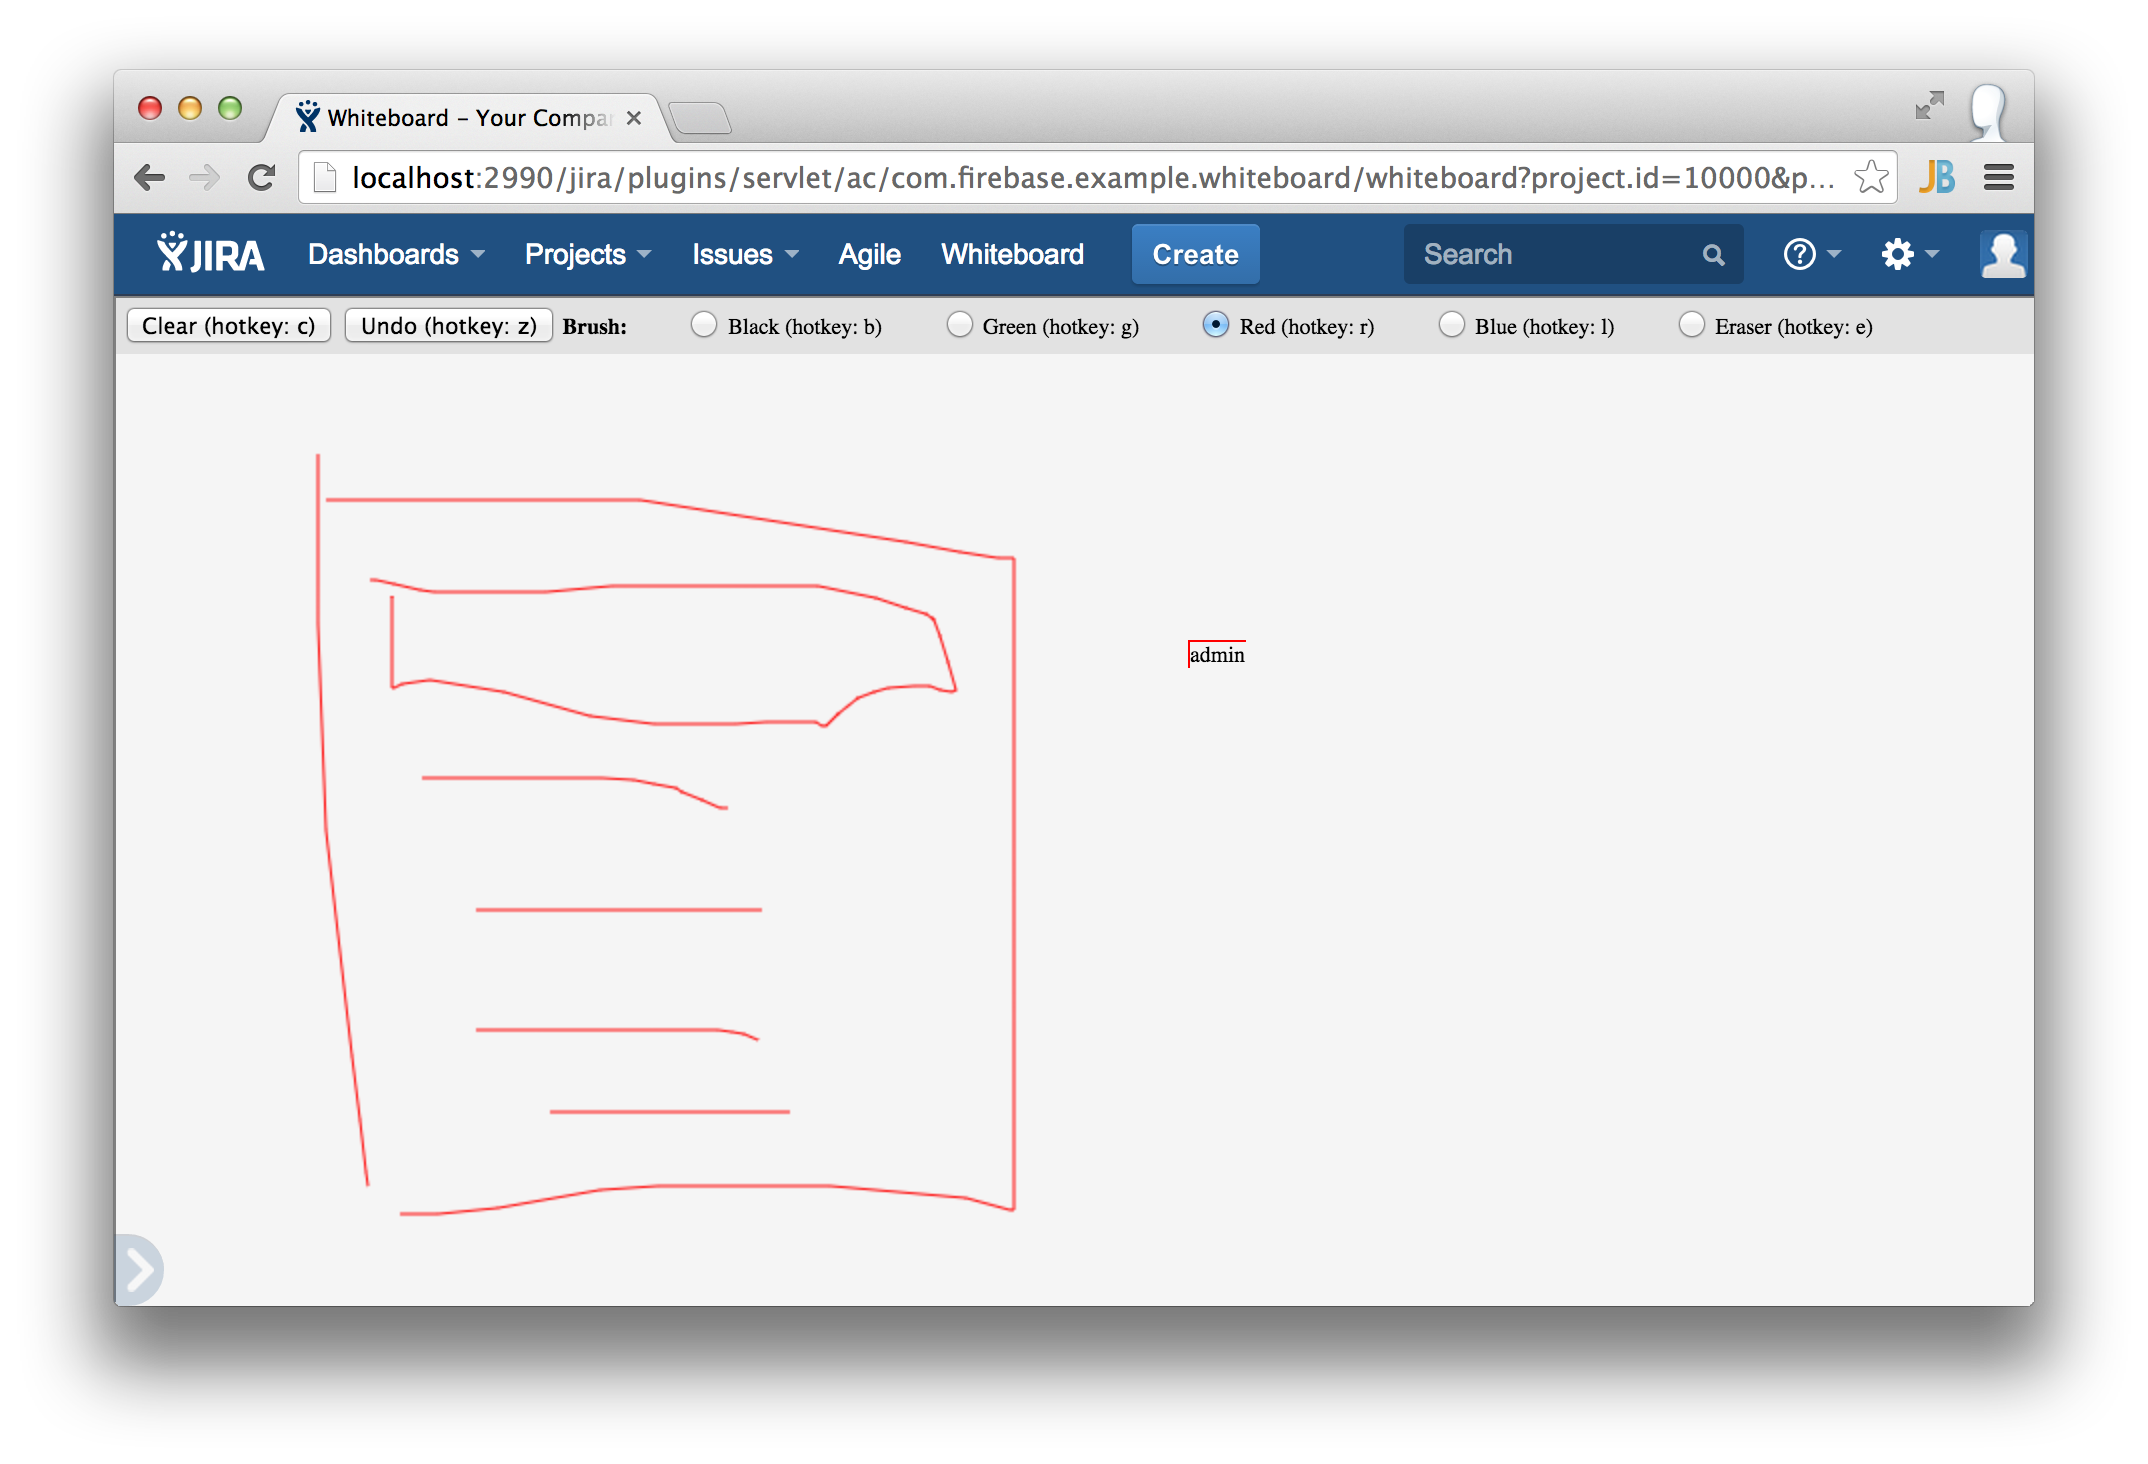 Whiteboard – Your Compa
localhost:2990/jira/plugins/servlet/ac/com.firebase.example.whiteboard/whiteboard?project.id=10000&p... JB
JIRA Dashboards Projects Issues Agile Whiteboard Create Search
Clear (hotkey: c) Undo (hotkey: z) Brush: Black (hotkey: b) Green (hotkey: g) Red (hotkey: r) Blue (hotkey: l) Eraser (hotkey: e)
admin